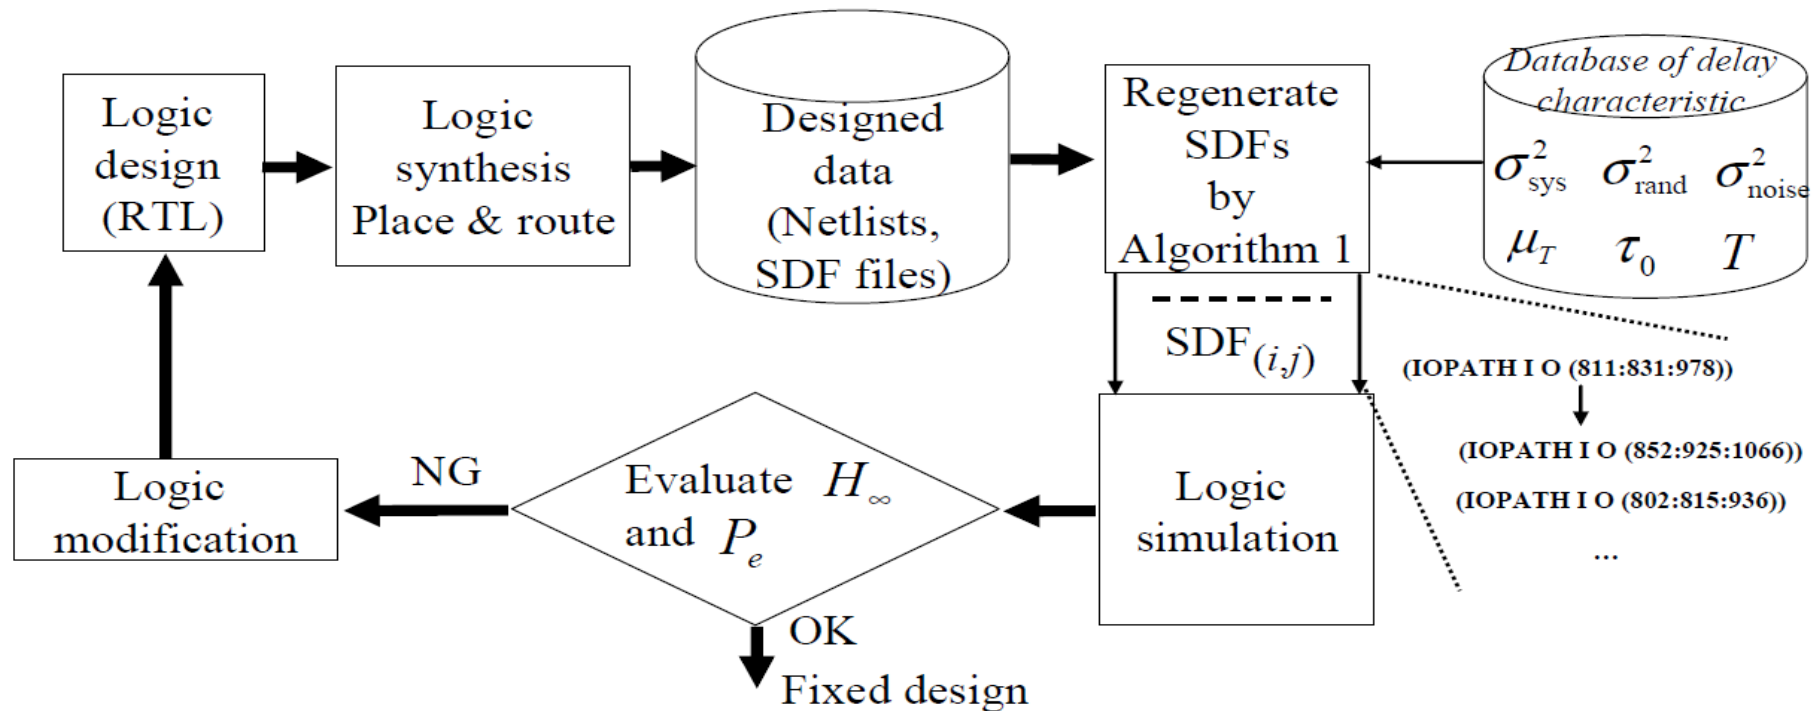 Logic
design
(RTL)
Logic
synthesis
Place & route
Designed
data
(Netlists,
SDF files)
Regenerate
SDFs
by
Algorithm 1
Database of delay
characteristic
σ²sys σ²rand σ²noise
μT τ0 T
SDF(i,j)
(IOPATH I O (811:831:978))
(IOPATH I O (852:925:1066))
(IOPATH I O (802:815:936))
...
Logic
simulation
Evaluate H∞
and Pe
NG
OK
Fixed design
Logic
modification